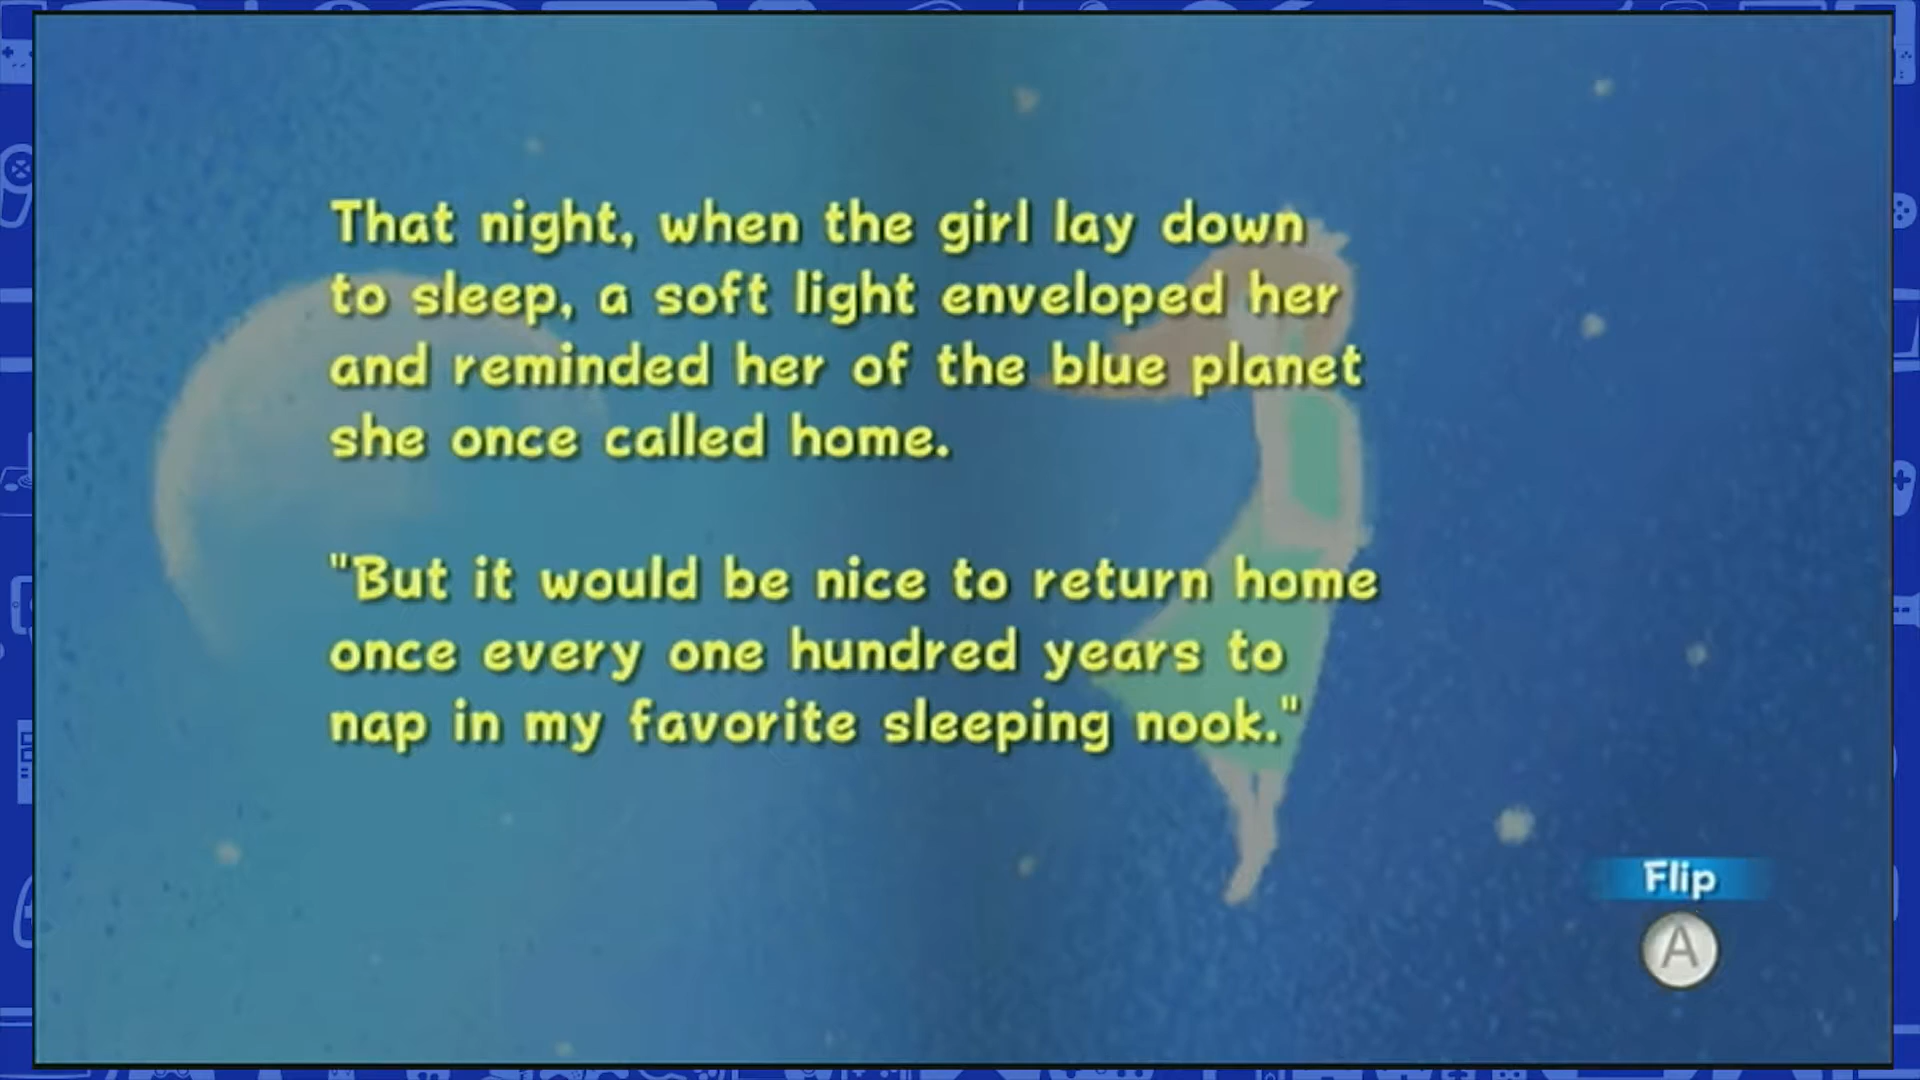 That night, when the girl lay down
to sleep, a soft light enveloped her
and reminded her of the blue planet
she once called home.
"But it would be nice to return home
once every one hundred years to
nap in my favorite sleeping nook."
Flip
A